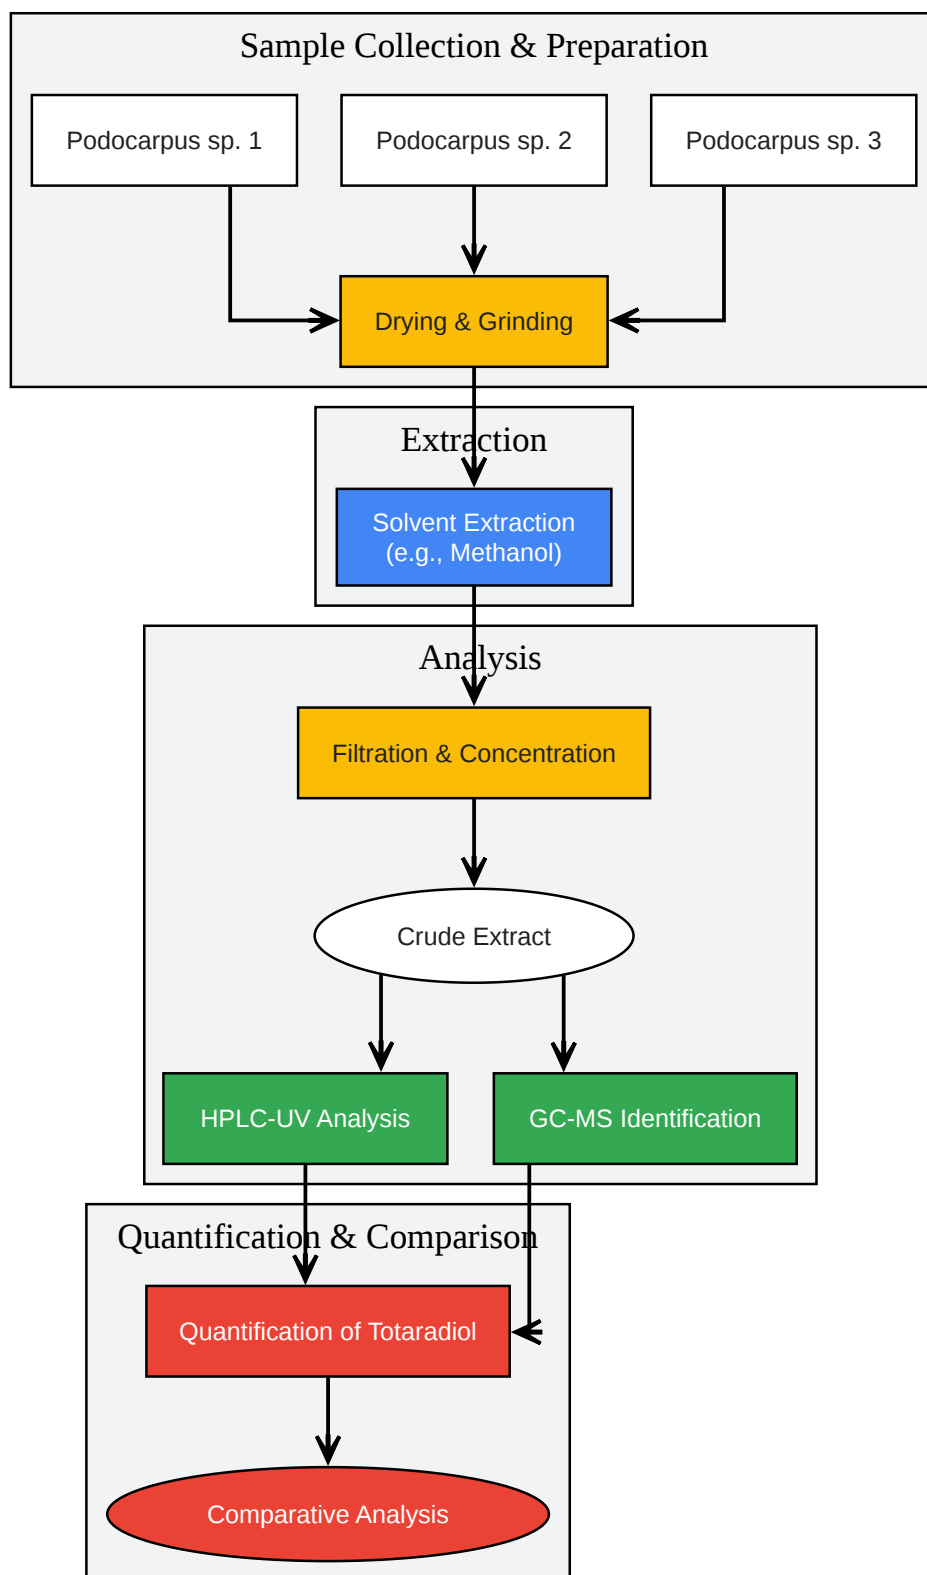 Sample Collection & Preparation
Podocarpus sp. 1
Podocarpus sp. 2
Podocarpus sp. 3
Drying & Grinding
Extraction
Solvent Extraction
(e.g., Methanol)
Analysis
Filtration & Concentration
Crude Extract
HPLC-UV Analysis
GC-MS Identification
Quantification & Comparison
Quantification of Totaradiol
Comparative Analysis